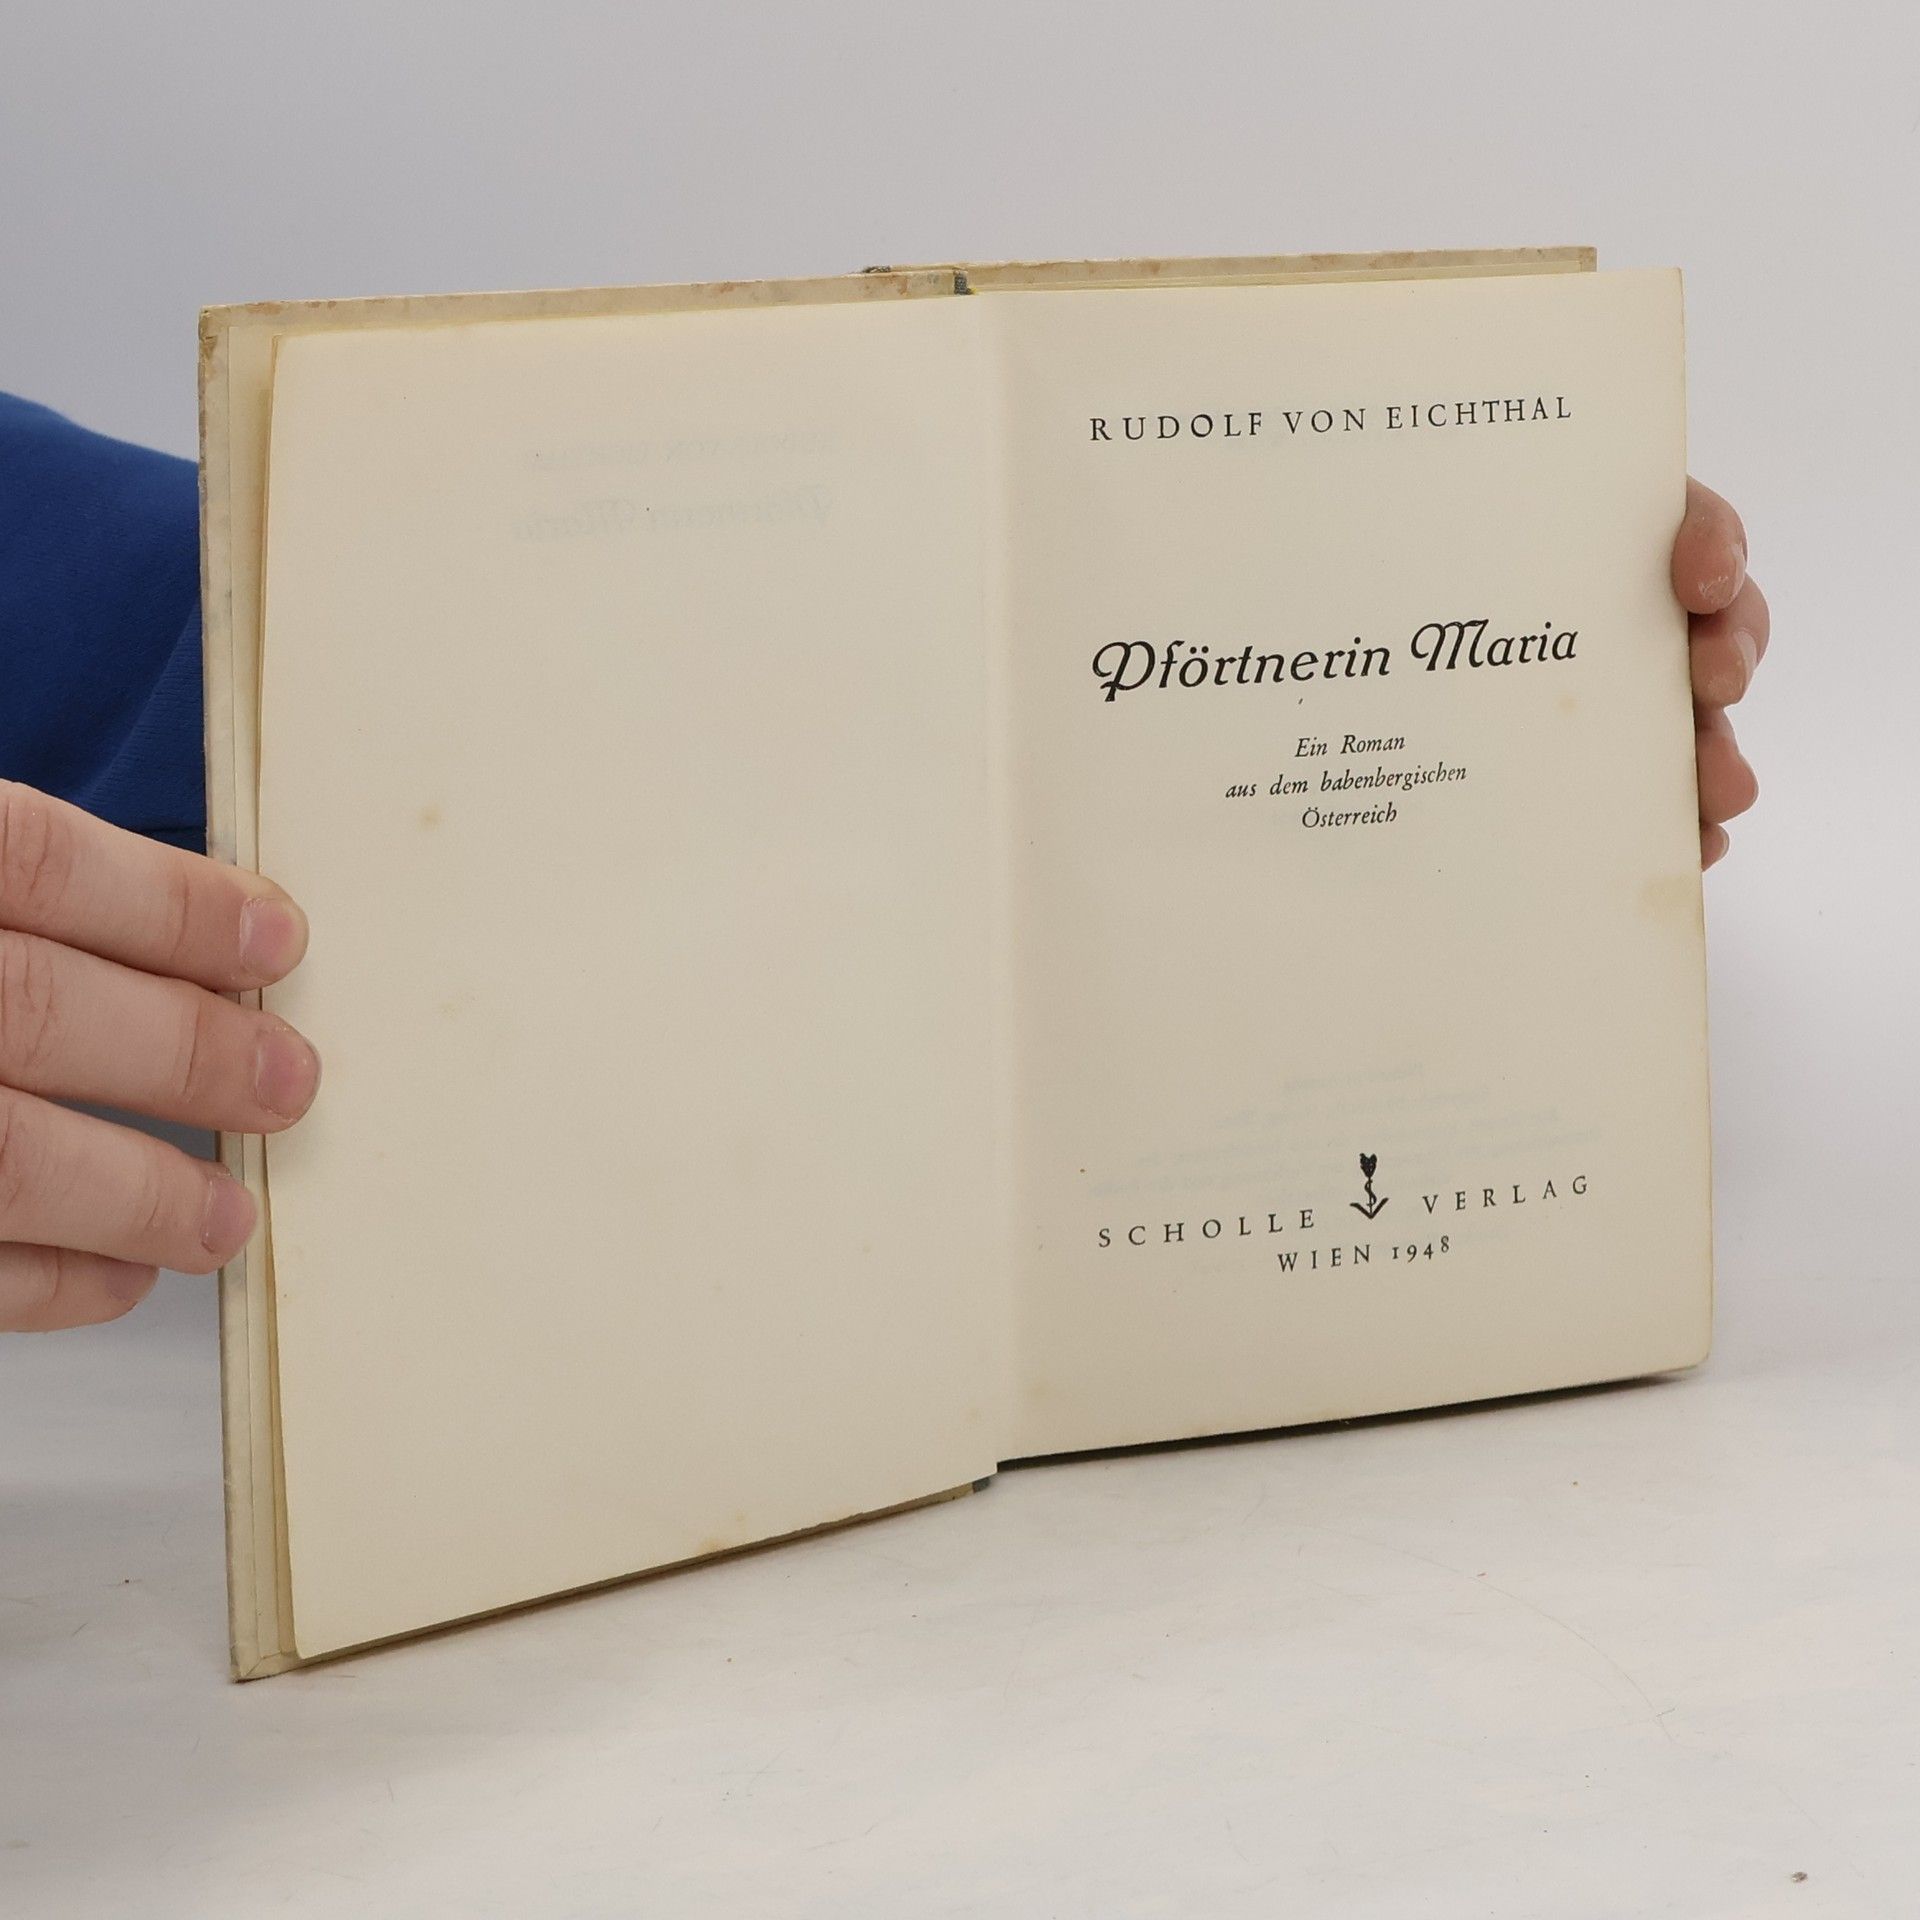 RUDOLF VON EICHTHAL
Pförtnerin Maria
Ein Roman
aus dem babenbergischen
Österreich
SCHOLLE VERLAG
WIEN 1948